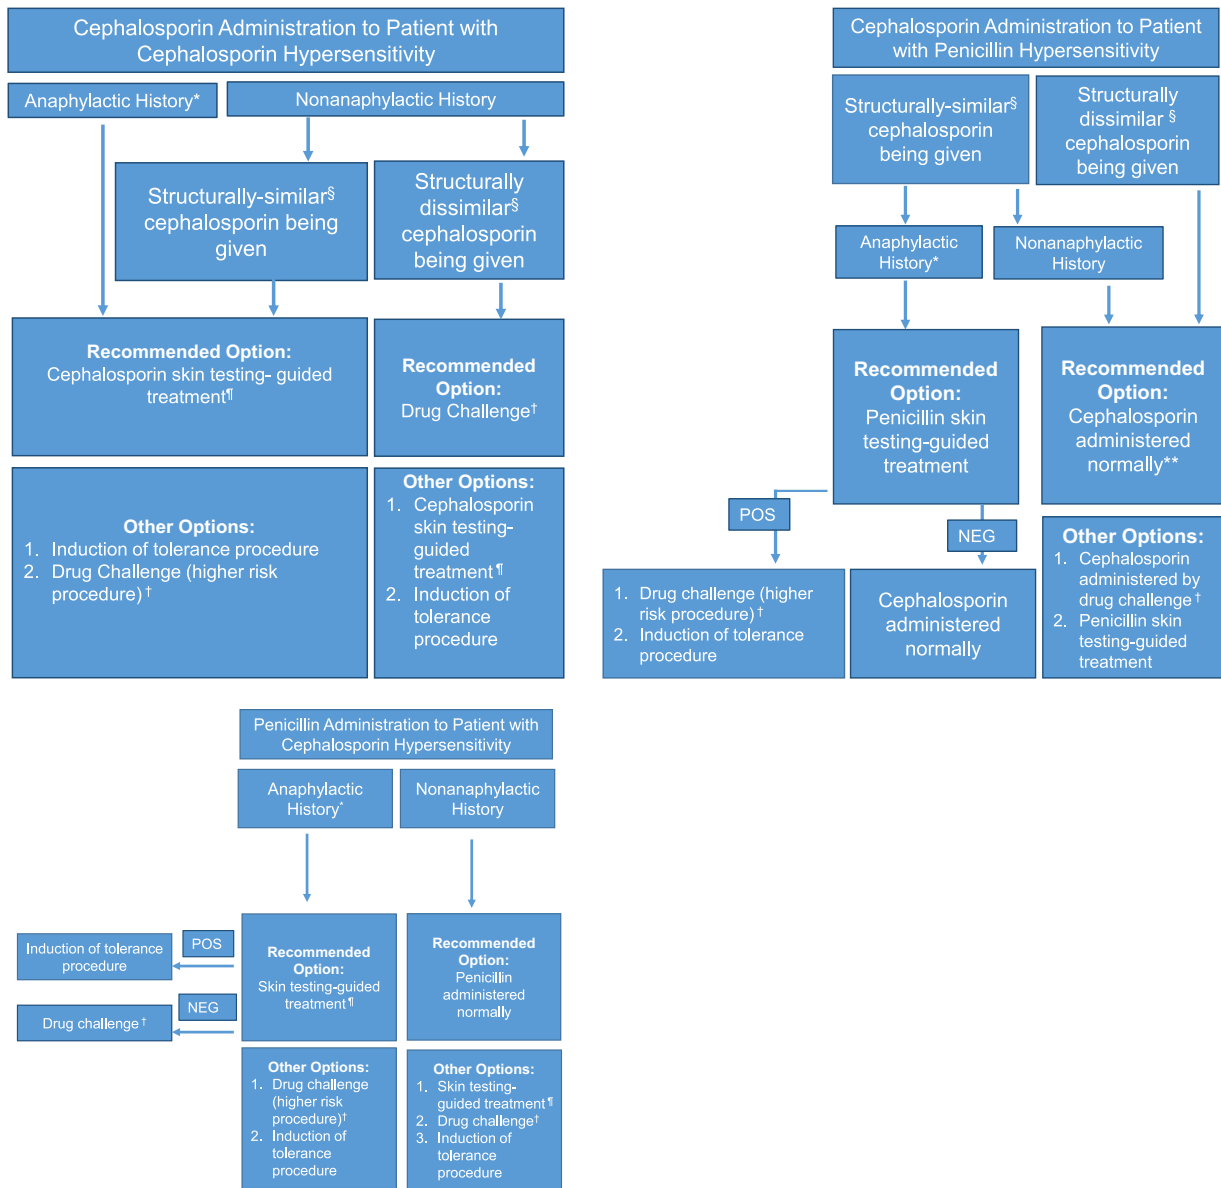 Cephalosporin Administration to Patient with
Cephalosporin Hypersensitivity
Anaphylactic History*
Nonanaphylactic History
Structurally-similar§
cephalosporin being
given
Structurally
dissimilar§
cephalosporin
being given
Recommended Option:
Cephalosporin skin testing- guided
treatment¶
Recommended
Option:
Drug Challenge†
Other Options:
1. Induction of tolerance procedure
2. Drug Challenge (higher risk
procedure) †
Other Options:
1. Cephalosporin
skin testing-
guided
treatment ¶
2. Induction of
tolerance
procedure
Cephalosporin Administration to Patient
with Penicillin Hypersensitivity
Structurally-similar§
cephalosporin
being given
Structurally
dissimilar §
cephalosporin
being given
Anaphylactic
History*
Nonanaphylactic
History
Recommended
Option:
Penicillin skin
testing-guided
treatment
Recommended
Option:
Cephalosporin
administered
normally**
POS
NEG
1. Drug challenge (higher
risk procedure) †
2. Induction of tolerance
procedure
Cephalosporin
administered
normally
Other Options:
1. Cephalosporin
administered by
drug challenge †
2. Penicillin skin
testing-guided
treatment
Penicillin Administration to Patient with
Cephalosporin Hypersensitivity
Anaphylactic
History*
Nonanaphylactic
History
Induction of tolerance
procedure
POS
Drug challenge †
NEG
Recommended
Option:
Skin testing-guided
treatment ¶
Recommended
Option:
Penicillin
administered
normally
Other Options:
1. Drug challenge
(higher risk
procedure)†
2. Induction of
tolerance
procedure
Other Options:
1. Skin testing-
guided treatment ¶
2. Drug challenge†
3. Induction of
tolerance
procedure